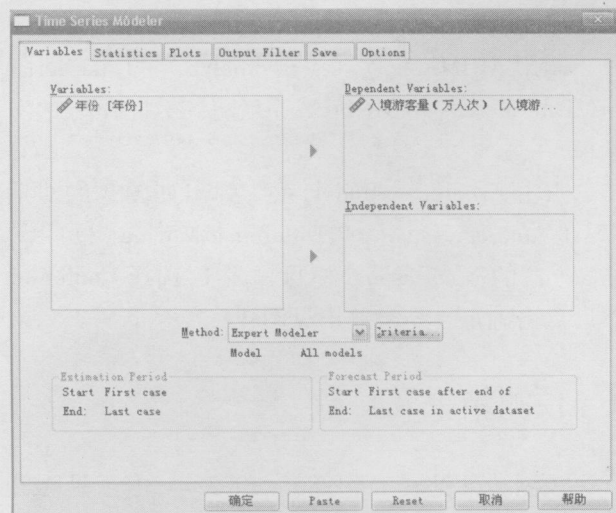 Time Series Modeler
Variables Statistics Plots Output Filter Save Options
Variables:
年份 [年份]
Dependent Variables:
入境游客量（万人次） [入境游...
Independent Variables:
Method: Expert Modeler Criteria...
Model All models
Estimation Period
Start First case
End: Last case
Forecast Period
Start First case after end of
End: Last case in active dataset
确定 Paste Reset 取消 帮助